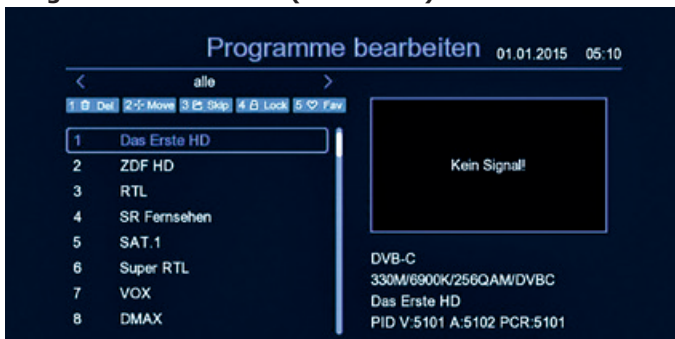 Programme bearbeiten 01.01.2015 05:10
< alle >
1 Del 2 Move 3 Skip 4 Lock 5 Fav
1 Das Erste HD
2 ZDF HD
3 RTL
4 SR Fernsehen
5 SAT.1
6 Super RTL
7 VOX
8 DMAX
Kein Signal!
DVB-C
330M/6900K/256QAM/DVBC
Das Erste HD
PID V:5101 A:5102 PCR:5101